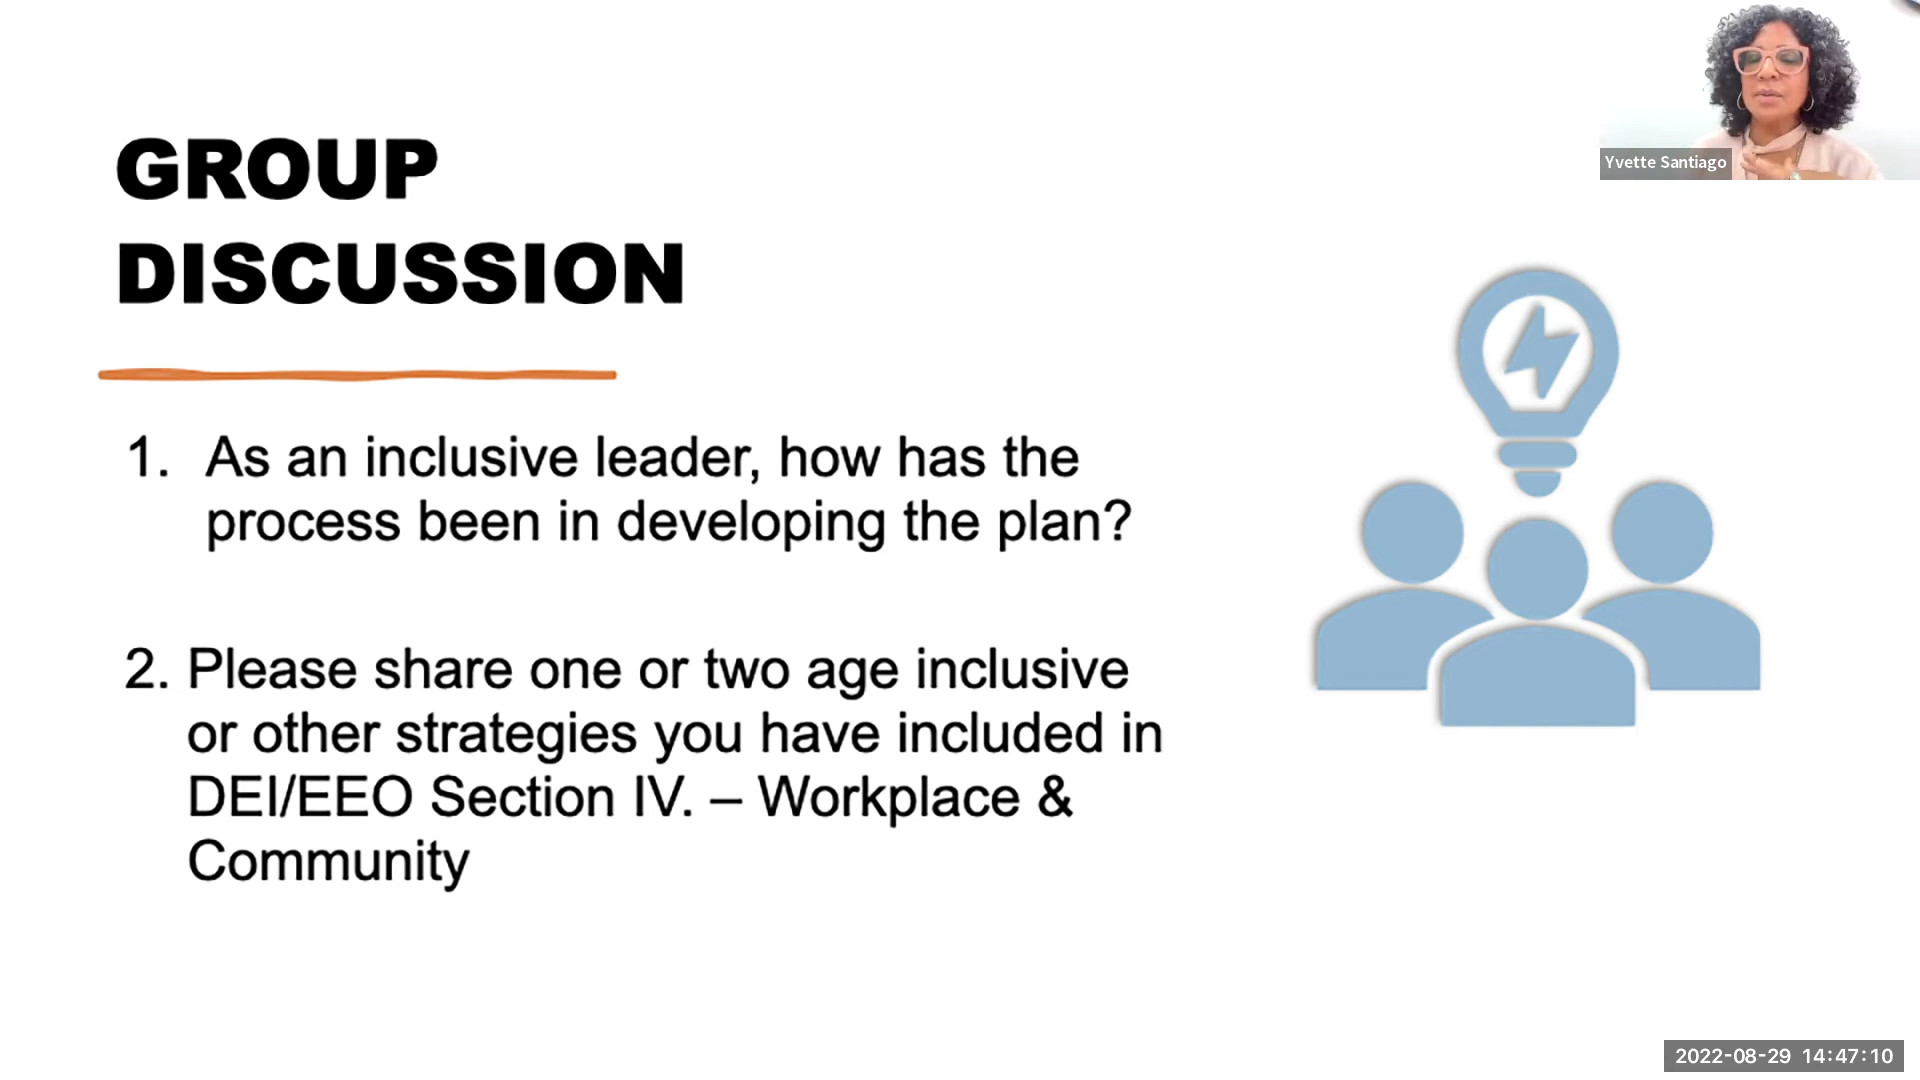 GROUP
DISCUSSION
1. As an inclusive leader, how has the
process been in developing the plan?
2. Please share one or two age inclusive
or other strategies you have included in
DEI/EEO Section IV. – Workplace &
Community
Yvette Santiago
2022-08-29 14:47:10